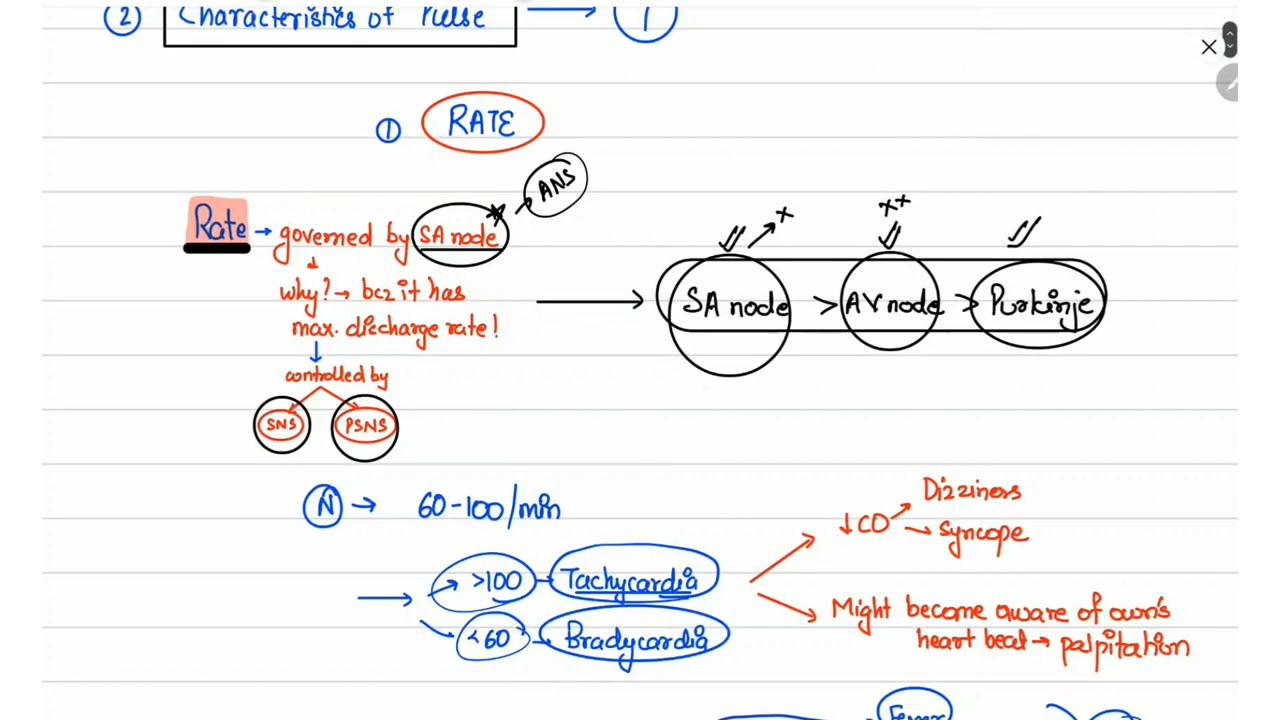 ② Characteristics of Pulse → 1
① RATE
Rate → governed by SA node → ANS
why? → bcz it has
max. discharge rate!
controlled by
SNS PSNS
SA node > AV node > Purkinje
N → 60-100/min
>100 → Tachycardia
<60 → Bradycardia
↓CO → Dizziness
→ syncope
Might become aware of own's
heart beat → palpitation
Fever